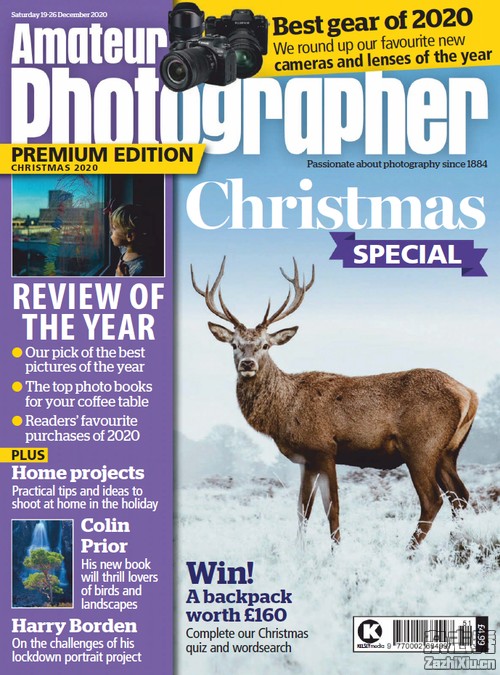 Saturday 19-26 December 2020
Best gear of 2020
We round up our favourite new
cameras and lenses of the year
Amateur
Photographer
PREMIUM EDITION
CHRISTMAS 2020
Passionate about photography since 1884
Christmas
SPECIAL
REVIEW OF
THE YEAR
Our pick of the best
pictures of the year
The top photo books
for your coffee table
Readers' favourite
purchases of 2020
PLUS
Home projects
Practical tips and ideas to
shoot at home in the holiday
Colin
Prior
His new book
will thrill lovers
of birds and
landscapes
Harry Borden
On the challenges of his
lockdown portrait project
Win!
A backpack
worth £160
Complete our Christmas
quiz and wordsearch
K
KELSEYmedia
51
£4.99
ZaZhiXiu.cn